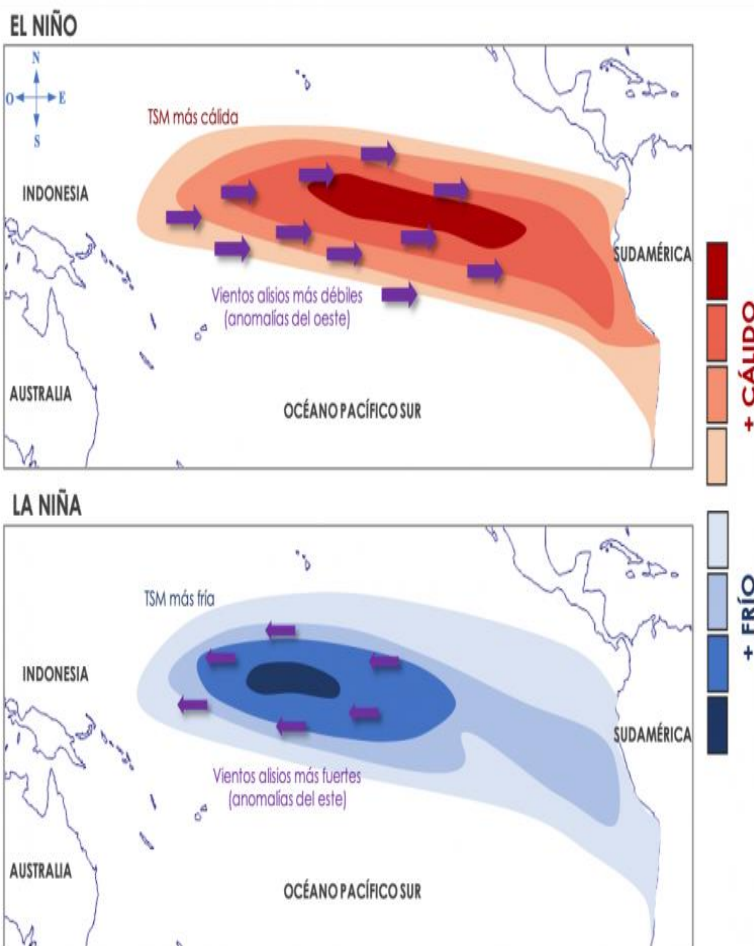 EL NIÑO
N
O
E
S
TSM más cálida
INDONESIA
SUDAMÉRICA
Vientos alisios más débiles
(anomalías del oeste)
AUSTRALIA
OCÉANO PACÍFICO SUR
+ CÁLIDO
LA NIÑA
TSM más fría
INDONESIA
SUDAMÉRICA
Vientos alisios más fuertes
(anomalías del este)
AUSTRALIA
OCÉANO PACÍFICO SUR
+ FRÍO